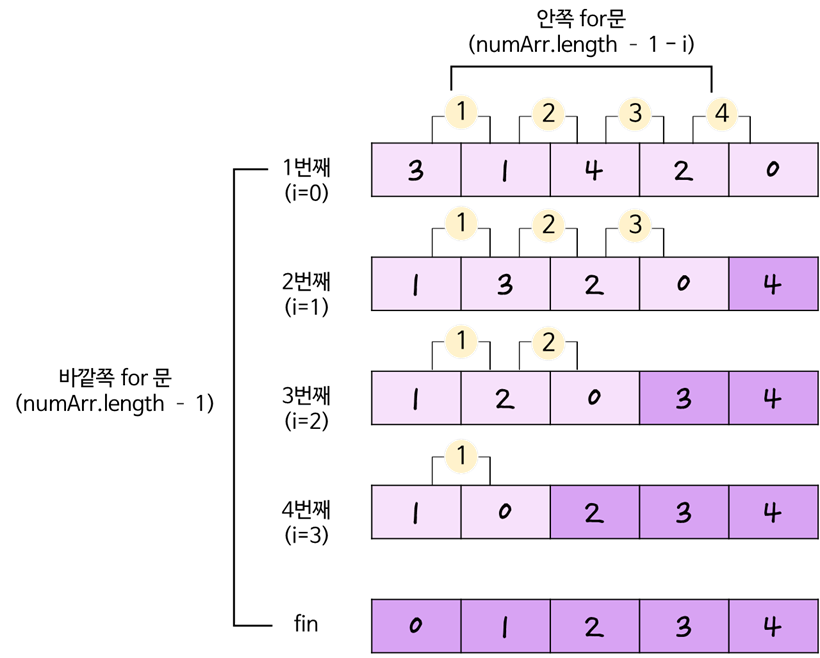 안쪽 for문
(numArr.length - 1 - i)
1 2 3 4
1번째
(i=0)
3 1 4 2 0
1 2 3
2번째
(i=1)
1 3 2 0 4
1 2
바깥쪽 for 문
(numArr.length - 1)
3번째
(i=2)
1 2 0 3 4
1
4번째
(i=3)
1 0 2 3 4
fin
0 1 2 3 4